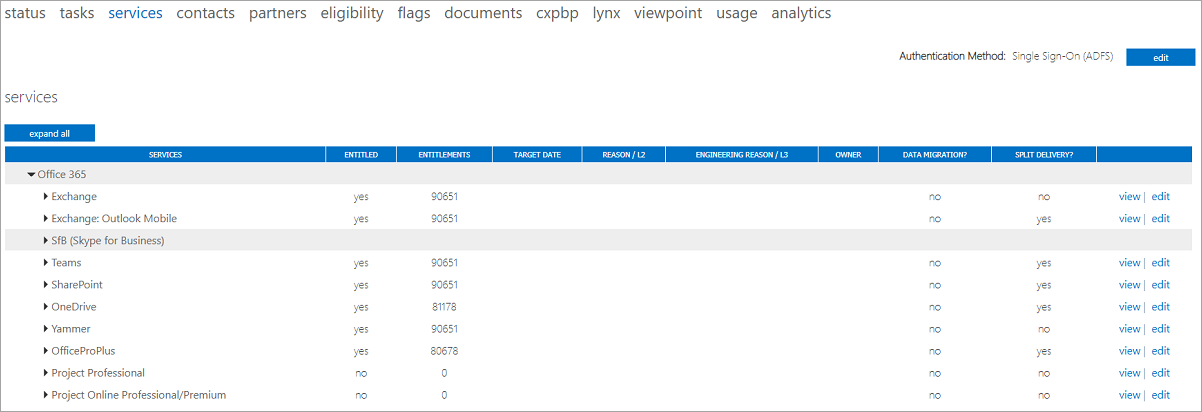 status tasks services contacts partners eligibility flags documents cxpbp lynx viewpoint usage analytics
Authentication Method: Single Sign-On (ADFS) edit
services
expand all
SERVICES ENTITLED ENTITLEMENTS TARGET DATE REASON / L2 ENGINEERING REASON / L3 OWNER DATA MIGRATION? SPLIT DELIVERY?
Office 365
Exchange yes 90651 no no view | edit
Exchange: Outlook Mobile yes 90651 no yes view | edit
SfB (Skype for Business)
Teams yes 90651 no yes view | edit
SharePoint yes 90651 no yes view | edit
OneDrive yes 81178 no yes view | edit
Yammer yes 90651 no no view | edit
OfficeProPlus yes 80678 no yes view | edit
Project Professional no 0 no no view | edit
Project Online Professional/Premium no 0 no no view | edit